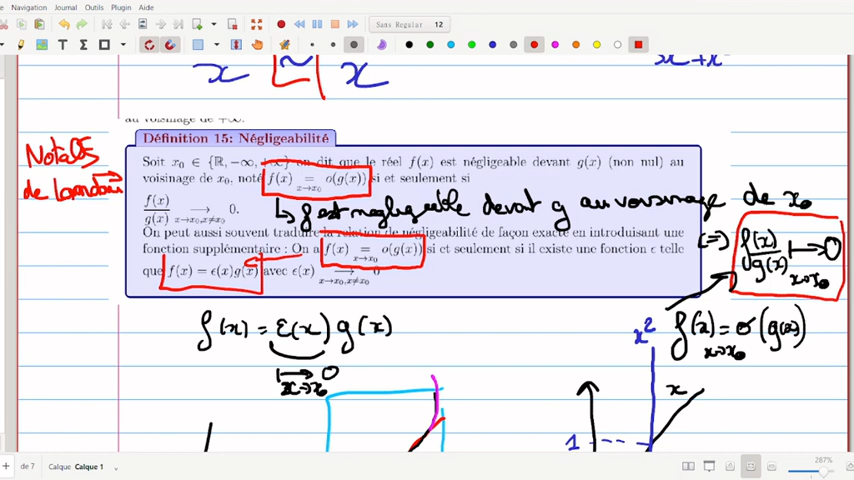 Navigation Journal Outils Plugin Aide
Sans Regular 12
x ~ x
au voisinage de +∞.
Définition 15: Négligeabilité
Notations
de Landau
Soit x₀ ∈ {ℝ, −∞, +∞} on dit que le réel f(x) est négligeable devant g(x) (non nul) au
voisinage de x₀, noté f(x) = o(g(x)) si et seulement si
x→x₀
f(x)/g(x) → 0.
x→x₀, x≠x₀
↳ f est négligeable devant g au voisinage de x₀
On peut aussi souvent traduire la relation de négligeabilité de façon exacte en introduisant une
fonction supplémentaire : On a f(x) = o(g(x)) si et seulement si il existe une fonction ϵ telle
x→x₀
que f(x) = ϵ(x)g(x) avec ϵ(x) → 0
x→x₀, x≠x₀
(=) f(x)/g(x) ↦ 0
x→x₀
f(x) = ε(x) g(x)
↦ 0
x→x₀
x²
f(x) = o(g(x))
x→x₀
x
1
de 7 Calque Calque 1
287%